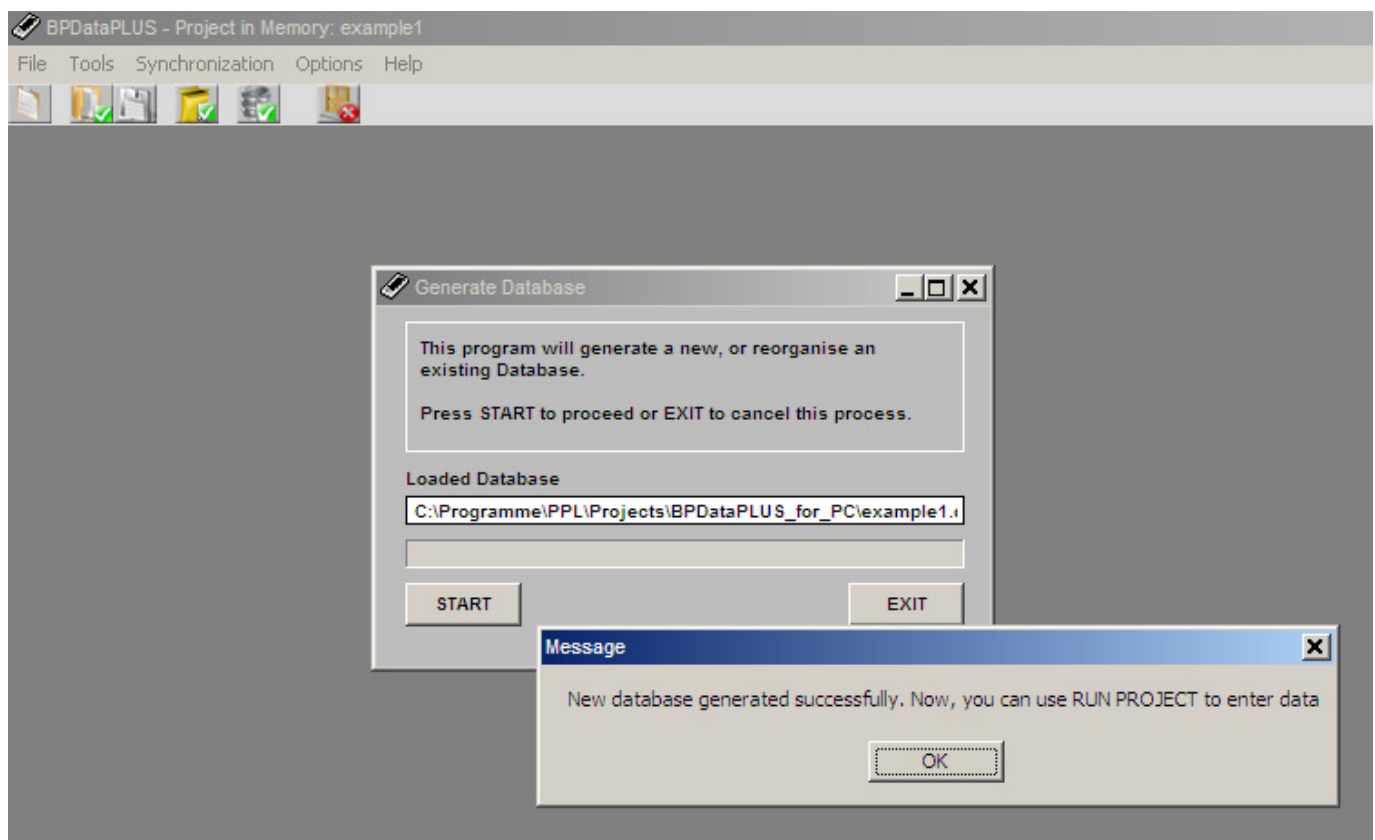 BPDataPLUS - Project in Memory: example1
File Tools Synchronization Options Help
Generate Database
This program will generate a new, or reorganise an
existing Database.
Press START to proceed or EXIT to cancel this process.
Loaded Database
C:\Programme\PPL\Projects\BPDataPLUS_for_PC\example1.
START EXIT
Message
New database generated successfully. Now, you can use RUN PROJECT to enter data
OK